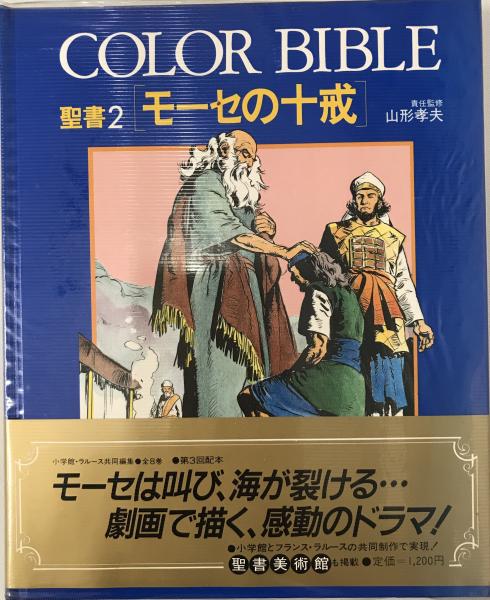 COLOR BIBLE
聖書2[モーセの十戒]
責任監修
山形孝夫
小学館・ラルース共同編集●全8巻 ●第3回配本
モーセは叫び、海が裂ける…
劇画で描く、感動のドラマ!
●小学館とフランス・ラルースの共同制作で実現!
聖書美術館も掲載●定価=1,200円